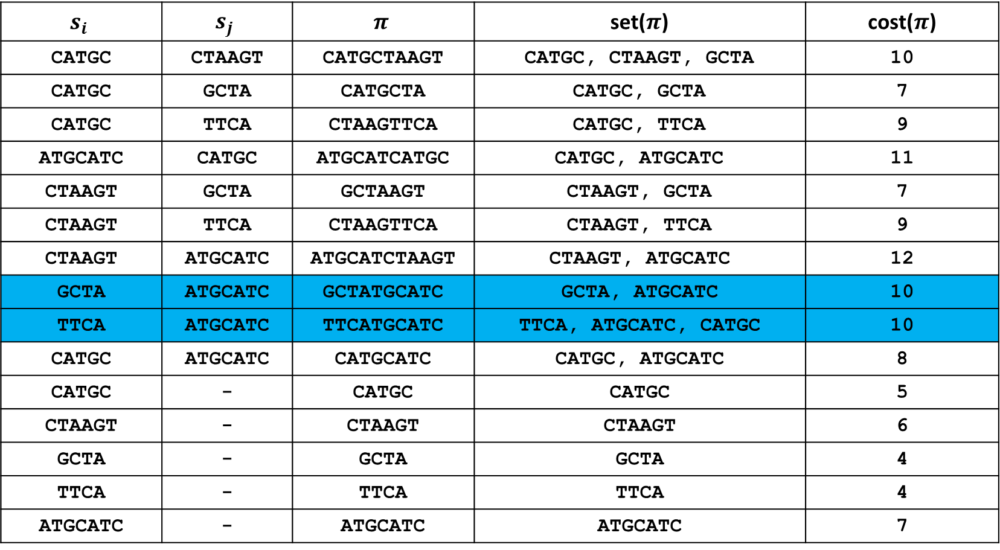 s_i s_j π set(π) cost(π)
CATGC CTAAGT CATGCTAAGT CATGC, CTAAGT, GCTA 10
CATGC GCTA CATGCTA CATGC, GCTA 7
CATGC TTCA CTAAGTTCA CATGC, TTCA 9
ATGCATC CATGC ATGCATCATGC CATGC, ATGCATC 11
CTAAGT GCTA GCTAAGT CTAAGT, GCTA 7
CTAAGT TTCA CTAAGTTCA CTAAGT, TTCA 9
CTAAGT ATGCATC ATGCATCTAAGT CTAAGT, ATGCATC 12
GCTA ATGCATC GCTATGCATC GCTA, ATGCATC 10
TTCA ATGCATC TTCATGCATC TTCA, ATGCATC, CATGC 10
CATGC ATGCATC CATGCATC CATGC, ATGCATC 8
CATGC - CATGC CATGC 5
CTAAGT - CTAAGT CTAAGT 6
GCTA - GCTA GCTA 4
TTCA - TTCA TTCA 4
ATGCATC - ATGCATC ATGCATC 7